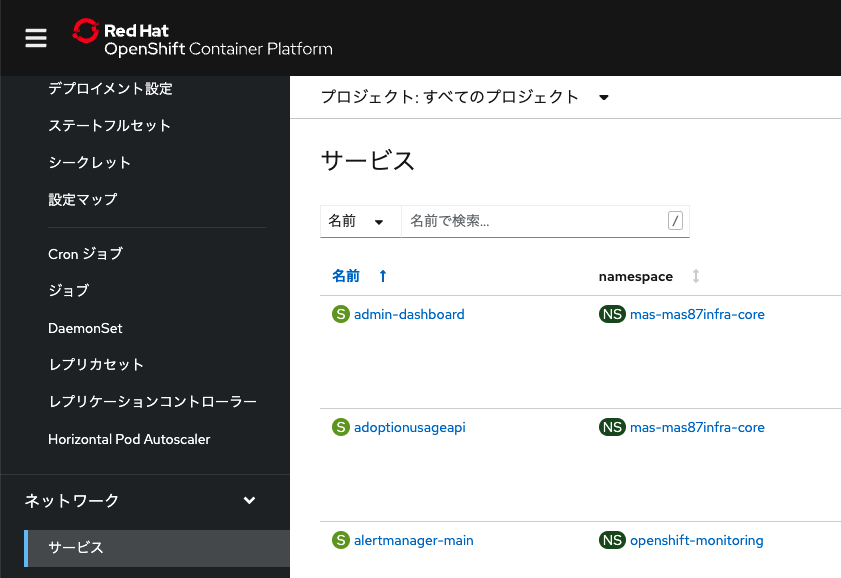 Red Hat
OpenShift Container Platform
デプロイメント設定
ステートフルセット
シークレット
設定マップ
Cron ジョブ
ジョブ
DaemonSet
レプリカセット
レプリケーションコントローラー
Horizontal Pod Autoscaler
ネットワーク
サービス
プロジェクト: すべてのプロジェクト
サービス
名前 名前で検索... /
名前 namespace
S admin-dashboard NS mas-mas87infra-core
S adoptionusageapi NS mas-mas87infra-core
S alertmanager-main NS openshift-monitoring